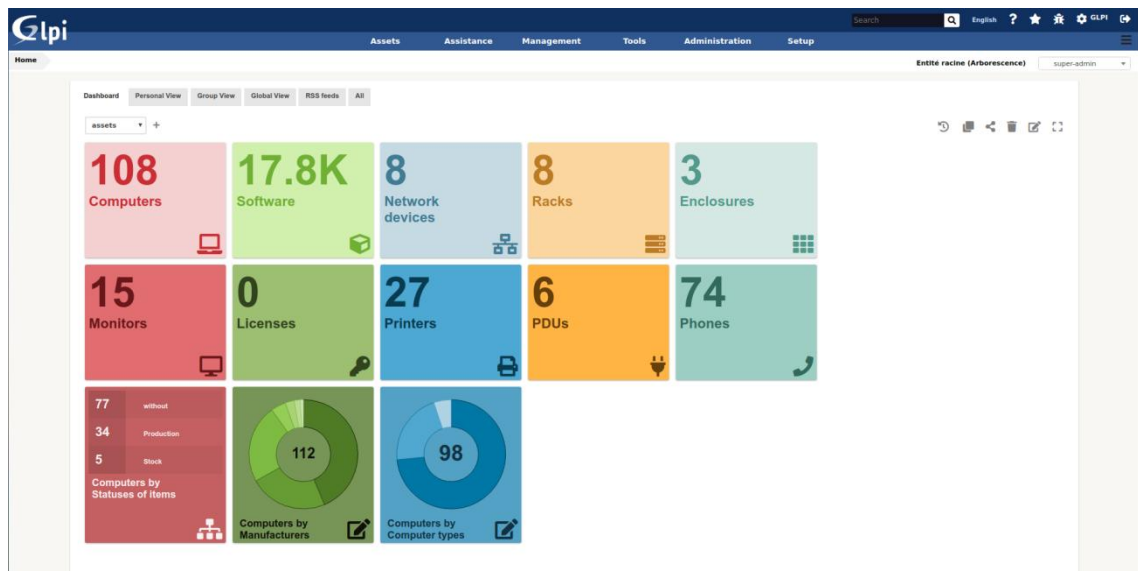 Glpi
Search English ? GLPI
Assets Assistance Management Tools Administration Setup
Home Entité racine (Arborescence) super-admin
Dashboard Personal View Group View Global View RSS feeds All
assets +
108
Computers
17.8K
Software
8
Network
devices
8
Racks
3
Enclosures
15
Monitors
0
Licenses
27
Printers
6
PDUs
74
Phones
77 without
34 Production
5 Stock
Computers by
Statuses of items
112
Computers by
Manufacturers
98
Computers by
Computer types